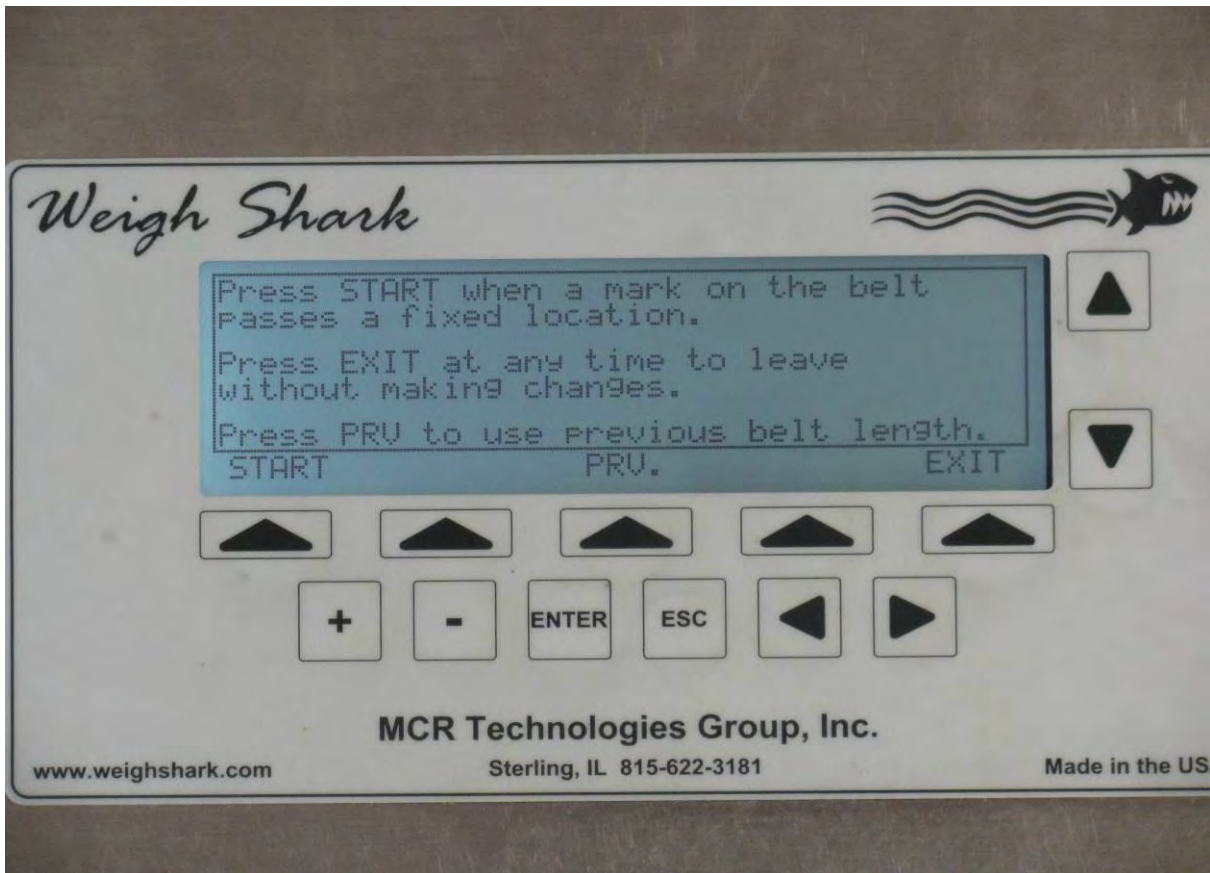 Weigh Shark
Press START when a mark on the belt
passes a fixed location.
Press EXIT at any time to leave
without making changes.
Press PRV to use previous belt length.
START PRV. EXIT
+ - ENTER ESC
MCR Technologies Group, Inc.
www.weighshark.com Sterling, IL 815-622-3181 Made in the US